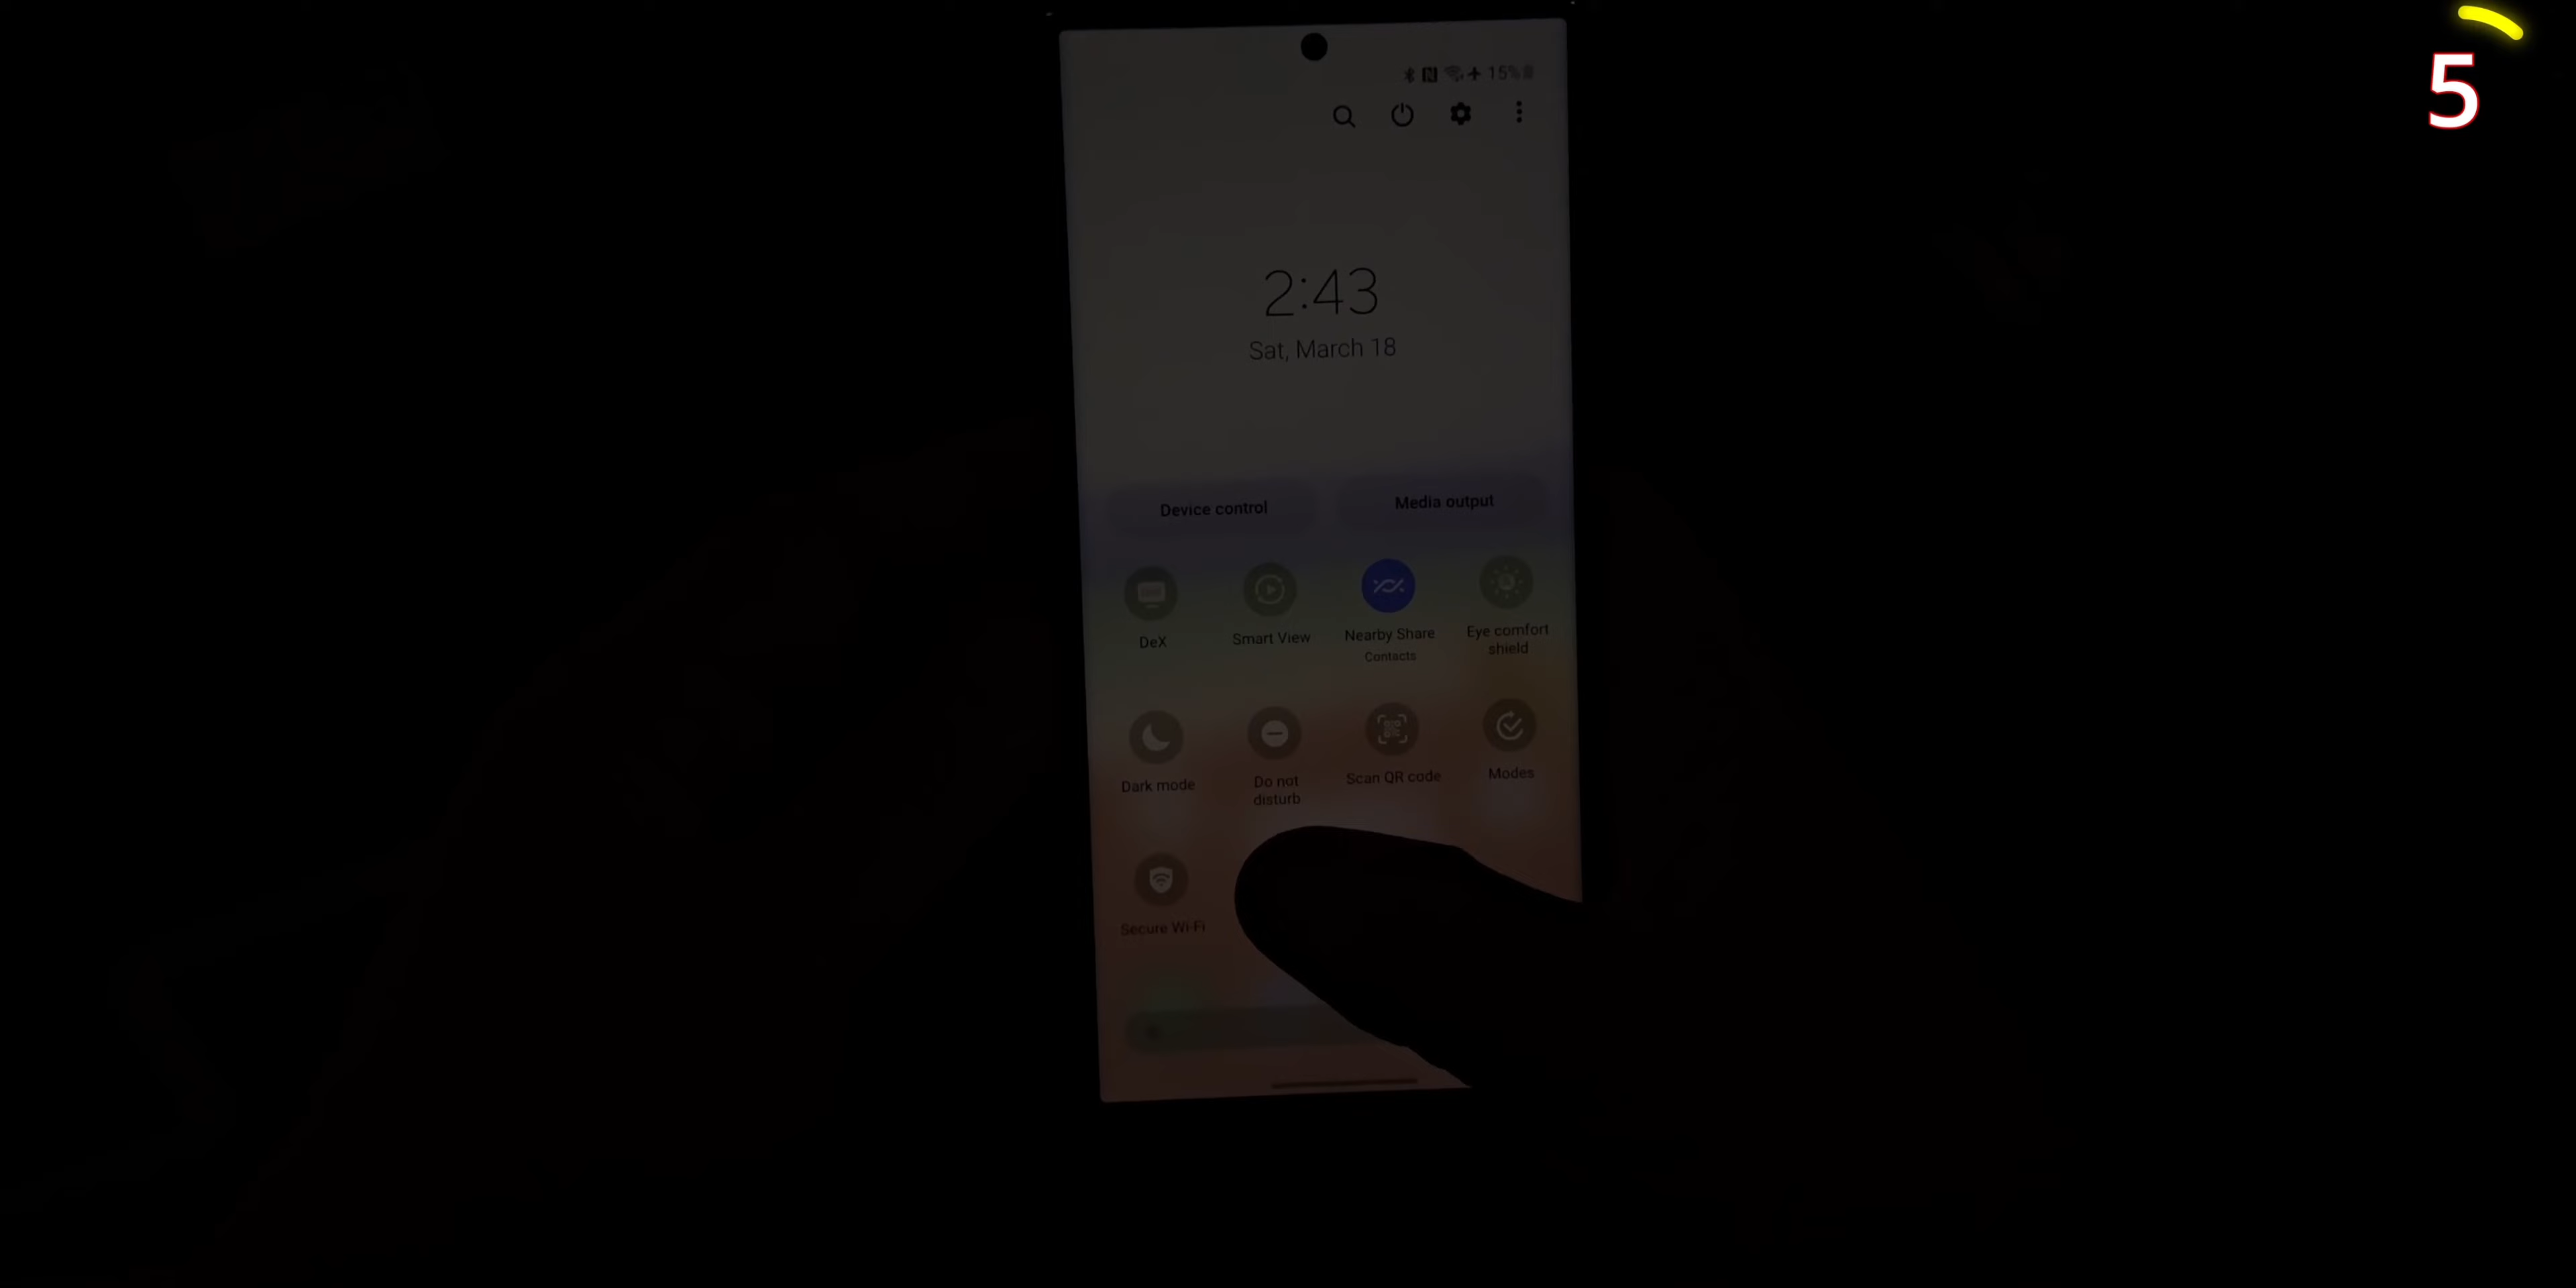 5
15%
2:43
Sat, March 18
Device control
Media output
DeX
Smart View
Nearby Share
Contacts
Eye comfort
shield
Dark mode
Do not
disturb
Scan QR code
Modes
Secure Wi-Fi